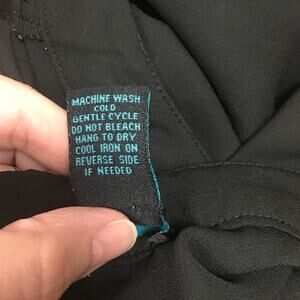 MACHINE WASH
COLD
GENTLE CYCLE
DO NOT BLEACH
HANG TO DRY
COOL IRON ON
REVERSE SIDE
IF NEEDED